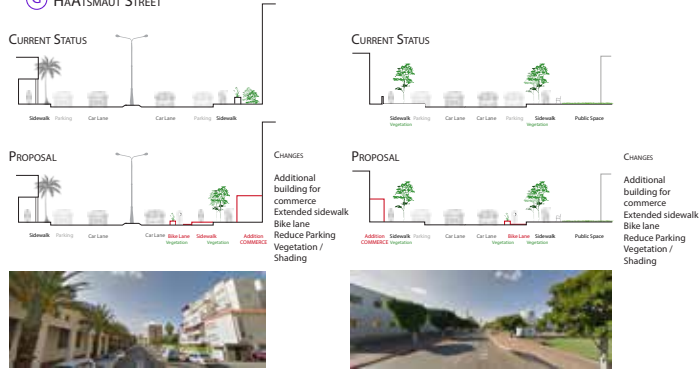 G HAATSMAUT STREET
CURRENT STATUS
Sidewalk Parking Car Lane Car Lane Parking Sidewalk
PROPOSAL
Sidewalk Parking Car Lane Car Lane Bike Lane Sidewalk Addition
Vegetation Vegetation COMMERCE
CHANGES
Additional
building for
commerce
Extended sidewalk
Bike lane
Reduce Parking
Vegetation /
Shading
CURRENT STATUS
Sidewalk Parking Car Lane Car Lane Parking Sidewalk Public Space
Vegetation Vegetation
PROPOSAL
Addition Sidewalk Parking Car Lane Car Lane Bike Lane Sidewalk Public Space
COMMERCE Vegetation Vegetation
CHANGES
Additional
building for
commerce
Extended sidewalk
Bike lane
Reduce Parking
Vegetation /
Shading